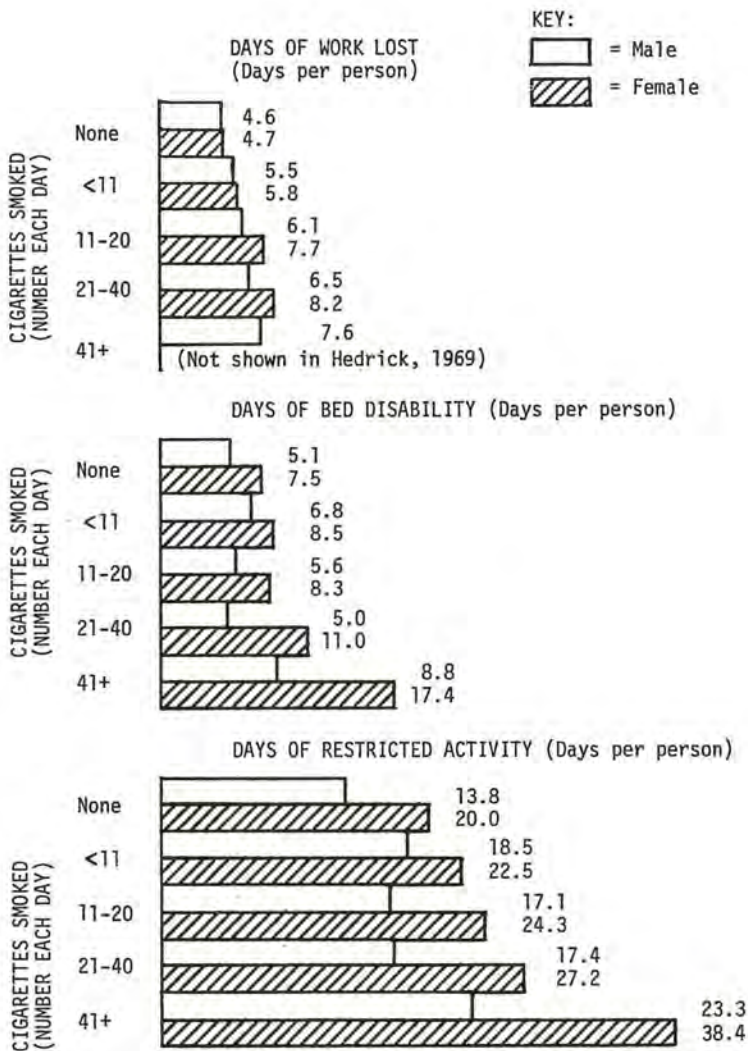 KEY:
= Male
= Female
DAYS OF WORK LOST
(Days per person)
CIGARETTES SMOKED
(NUMBER EACH DAY)
None
4.6
4.7
<11
5.5
5.8
11-20
6.1
7.7
21-40
6.5
8.2
41+
7.6
(Not shown in Hedrick, 1969)
DAYS OF BED DISABILITY (Days per person)
CIGARETTES SMOKED
(NUMBER EACH DAY)
None
5.1
7.5
<11
6.8
8.5
11-20
5.6
8.3
21-40
5.0
11.0
41+
8.8
17.4
DAYS OF RESTRICTED ACTIVITY (Days per person)
CIGARETTES SMOKED
(NUMBER EACH DAY)
None
13.8
20.0
<11
18.5
22.5
11-20
17.1
24.3
21-40
17.4
27.2
41+
23.3
38.4